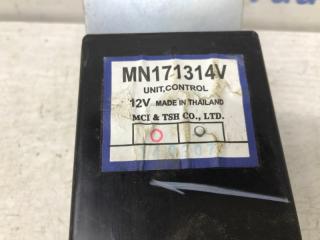 MN171314V
UNIT,CONTROL
12V MADE IN THAILAND
MCI & TSH CO., LTD.